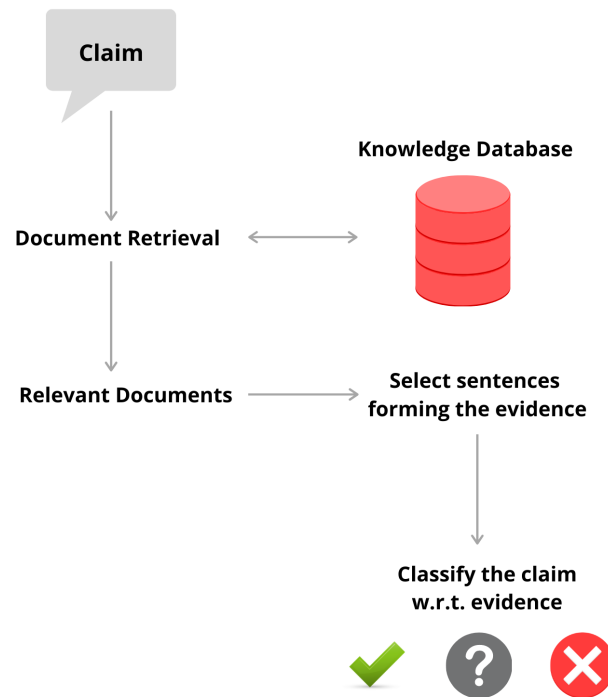 Claim
Knowledge Database
Document Retrieval
Relevant Documents
Select sentences
forming the evidence
Classify the claim
w.r.t. evidence
?